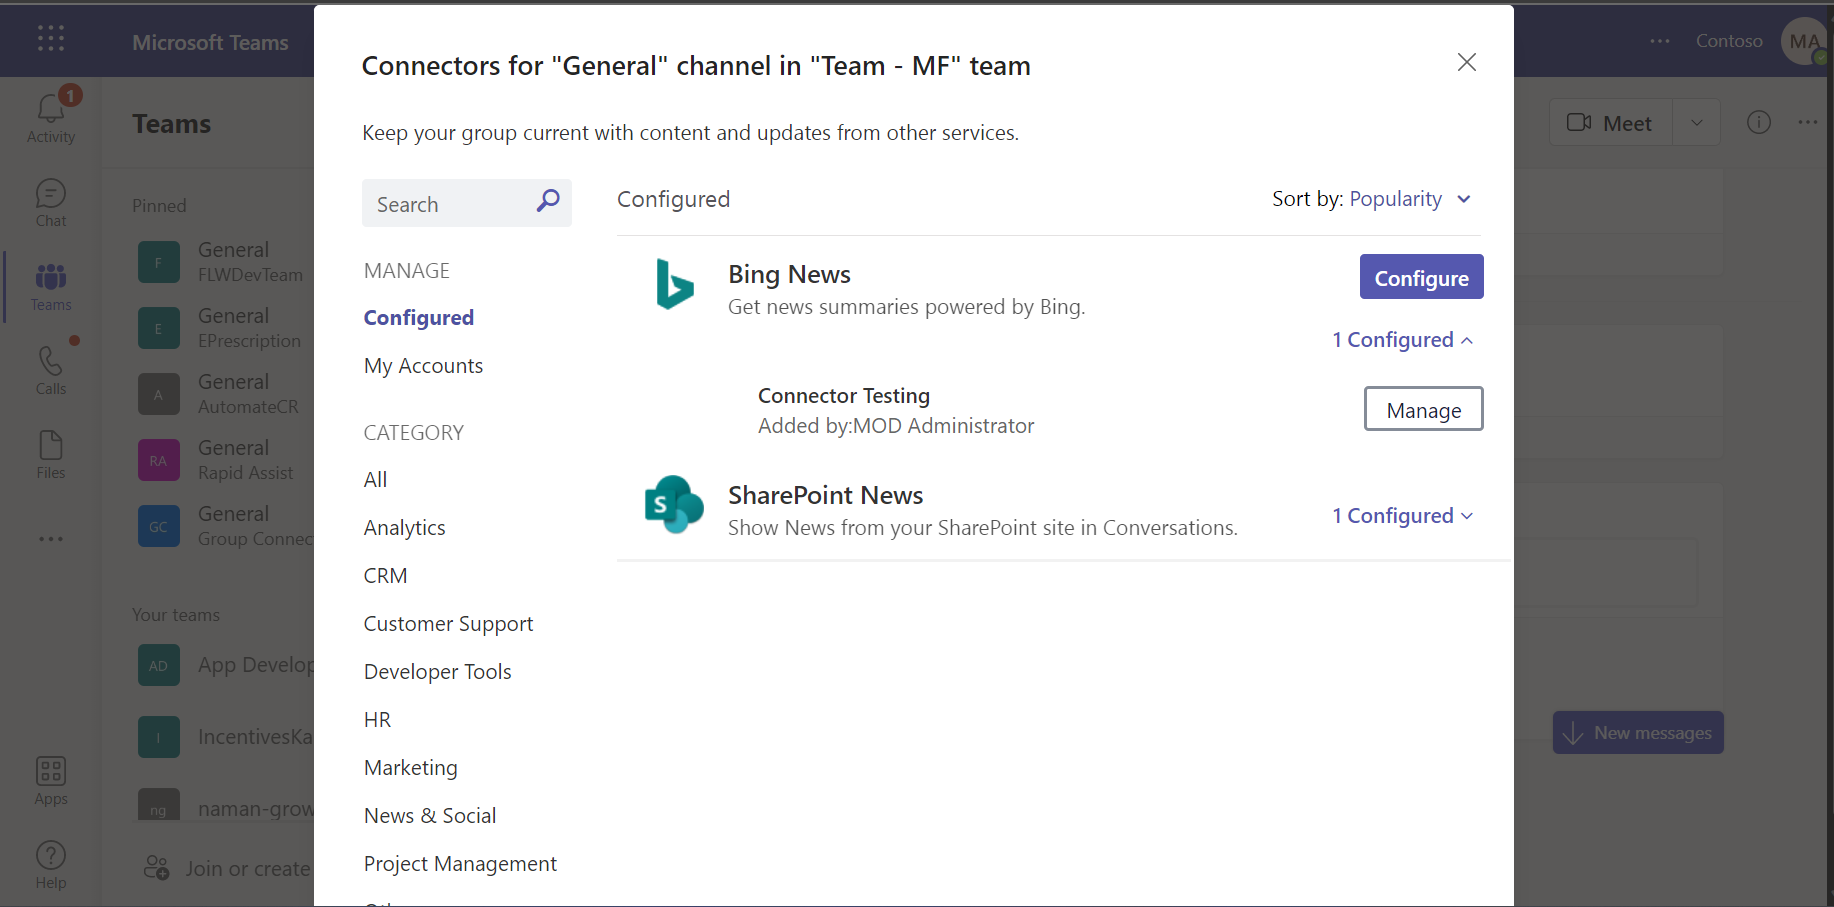 Microsoft Teams
Contoso
MA
1
Activity
Chat
Teams
Calls
Files
Apps
Help
Teams
Pinned
F
General
FLWDevTeam
E
General
EPrescription
A
General
AutomateCR
RA
General
Rapid Assist
GC
General
Group Connec
Your teams
AD
App Develop
I
IncentivesKa
ng
naman-grow
Join or create
Connectors for "General" channel in "Team - MF" team
Keep your group current with content and updates from other services.
Search
MANAGE
Configured
My Accounts
CATEGORY
All
Analytics
CRM
Customer Support
Developer Tools
HR
Marketing
News & Social
Project Management
Configured
Sort by: Popularity
Bing News
Get news summaries powered by Bing.
Configure
1 Configured
Connector Testing
Added by:MOD Administrator
Manage
S
SharePoint News
Show News from your SharePoint site in Conversations.
1 Configured
Meet
New messages